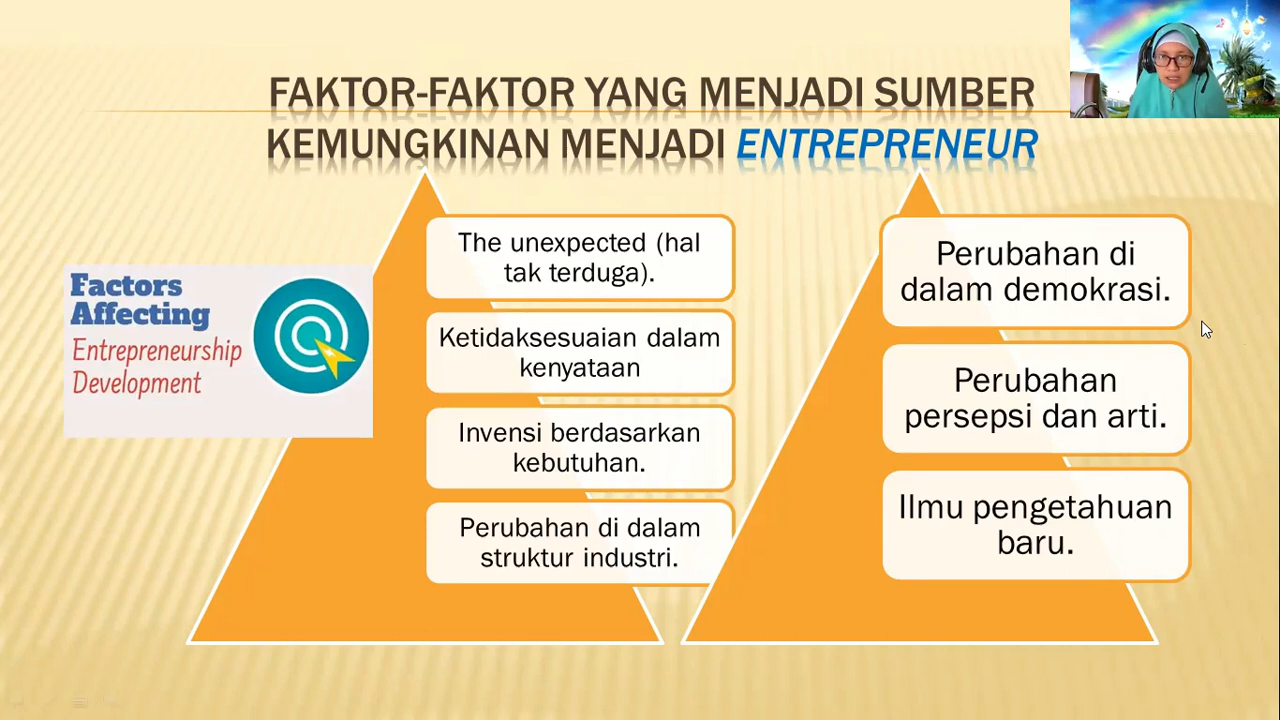 FAKTOR-FAKTOR YANG MENJADI SUMBER
KEMUNGKINAN MENJADI ENTREPRENEUR
Factors
Affecting
Entrepreneurship
Development
The unexpected (hal
tak terduga).
Ketidaksesuaian dalam
kenyataan
Invensi berdasarkan
kebutuhan.
Perubahan di dalam
struktur industri.
Perubahan di
dalam demokrasi.
Perubahan
persepsi dan arti.
Ilmu pengetahuan
baru.